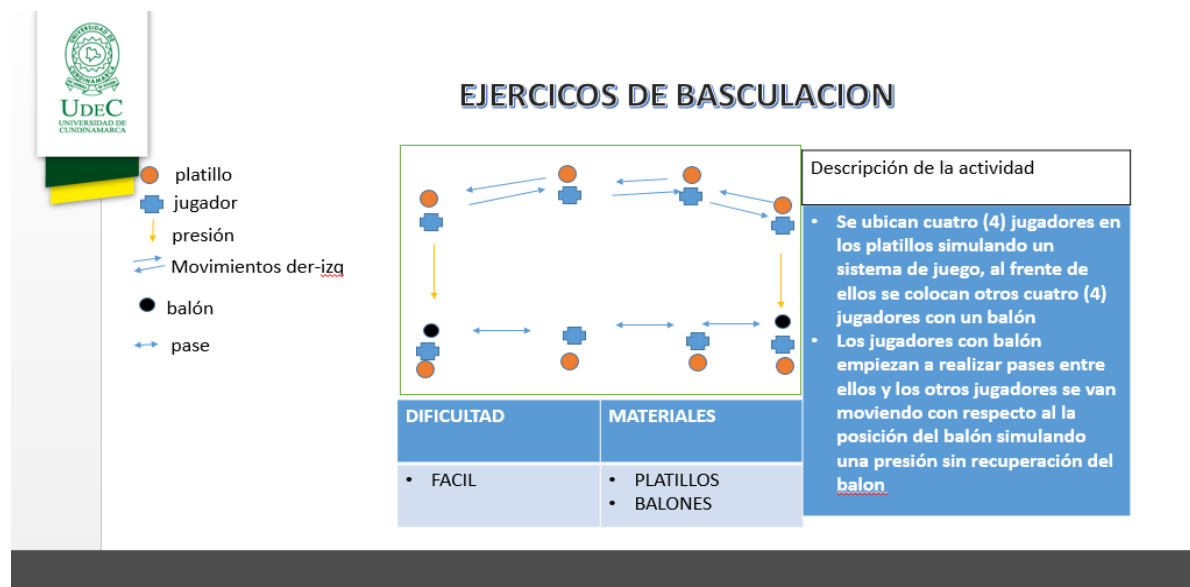 UDEC
UNIVERSIDAD DE
CUNDINAMARCA
EJERCICOS DE BASCULACION
platillo
jugador
presión
Movimientos der-izq
balón
pase
DIFICULTAD
MATERIALES
• FACIL
• PLATILLOS
• BALONES
Descripción de la actividad
• Se ubican cuatro (4) jugadores en
los platillos simulando un
sistema de juego, al frente de
ellos se colocan otros cuatro (4)
jugadores con un balón
• Los jugadores con balón
empiezan a realizar pases entre
ellos y los otros jugadores se van
moviendo con respecto al la
posición del balón simulando
una presión sin recuperación del
balon